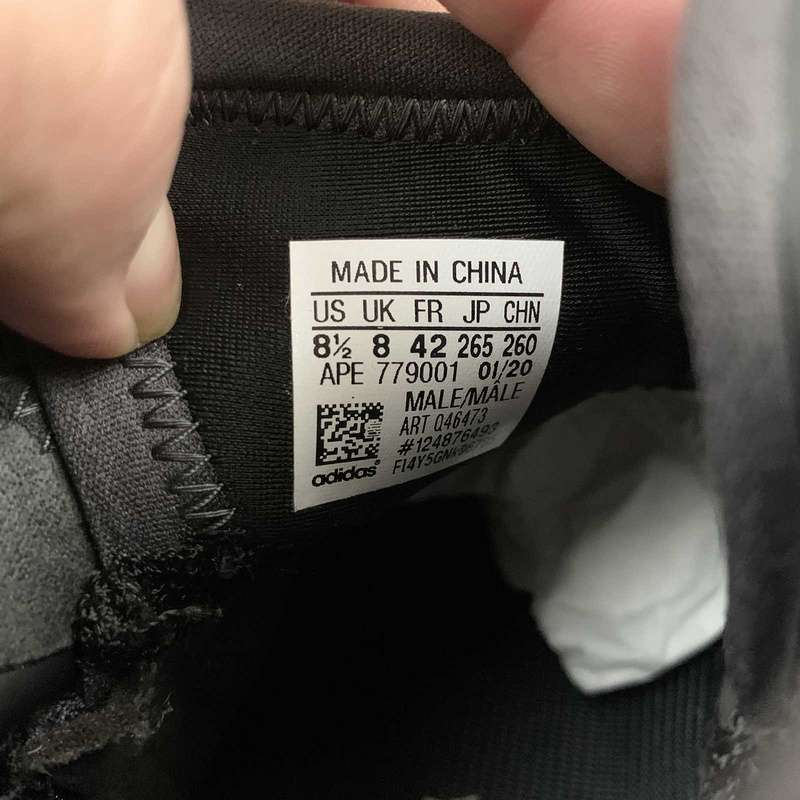 MADE IN CHINA
US UK FR JP CHN
8½ 8 42 265 260
APE 779001 01/20
MALE/MÂLE
ART 046473
adidas